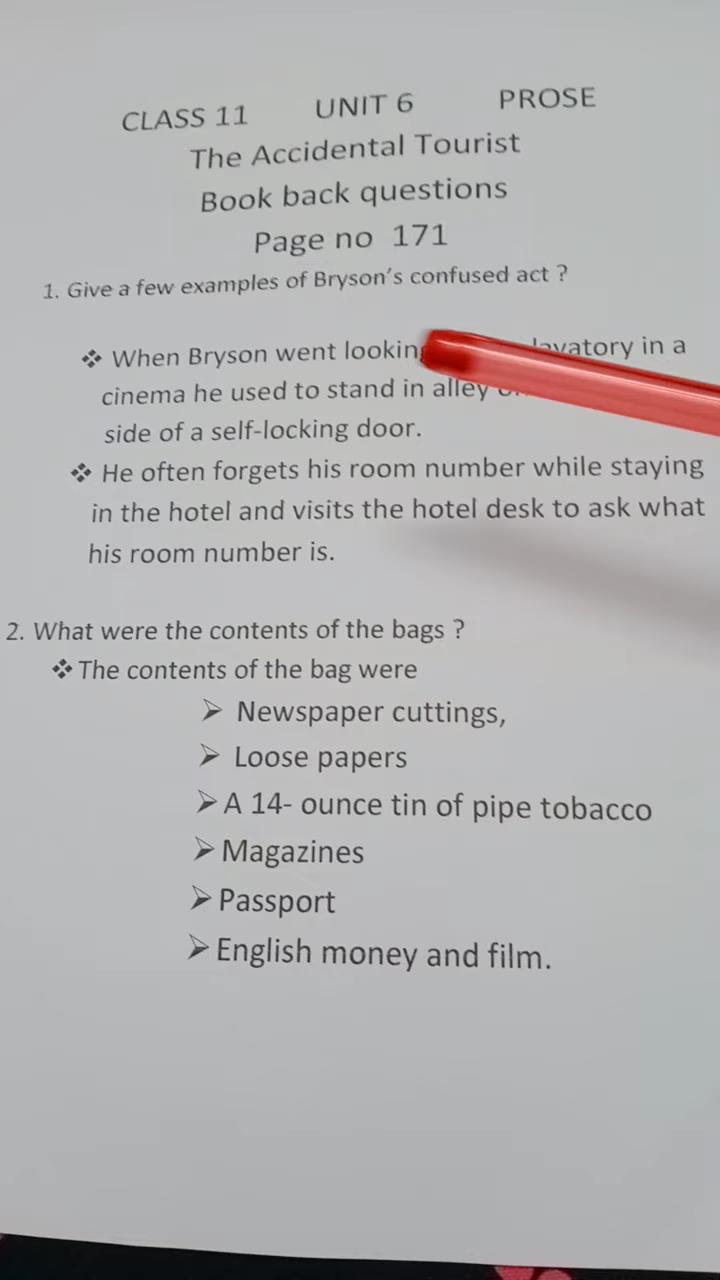 CLASS 11 UNIT 6 PROSE
The Accidental Tourist
Book back questions
Page no 171
1. Give a few examples of Bryson's confused act ?
❖ When Bryson went looking lavatory in a
cinema he used to stand in alley
side of a self-locking door.
❖ He often forgets his room number while staying
in the hotel and visits the hotel desk to ask what
his room number is.
2. What were the contents of the bags ?
❖ The contents of the bag were
➢ Newspaper cuttings,
➢ Loose papers
➢ A 14- ounce tin of pipe tobacco
➢ Magazines
➢ Passport
➢ English money and film.